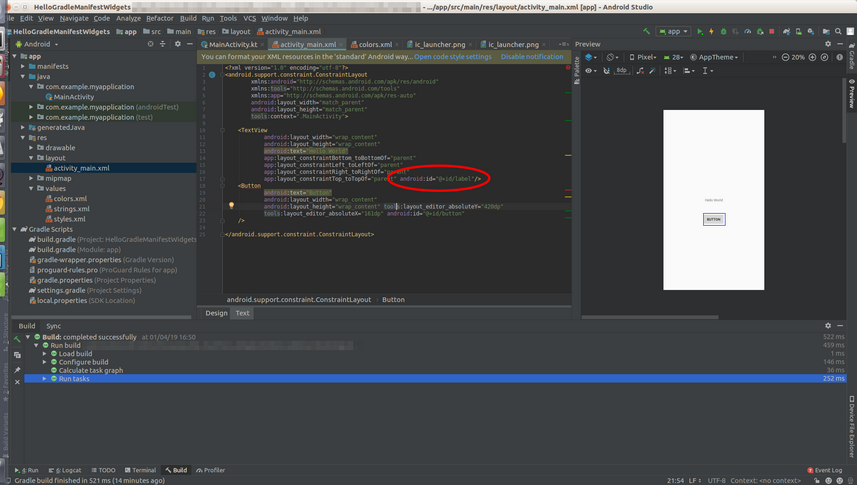 HelloGradleManifestWidgets
- .../app/src/main/res/layout/activity_main.xml [app] - Android Studio
File Edit View Navigate Code Analyze Refactor Build Run Tools VCS Window Help
HelloGradleManifestWidgets app src main res layout activity_main.xml
app
Android
MainActivity.kt activity_main.xml colors.xml ic_launcher.png ic_launcher.png
Preview
app
manifests
java
com.example.myapplication
MainActivity
com.example.myapplication (androidTest)
com.example.myapplication (test)
generatedJava
res
drawable
layout
activity_main.xml
mipmap
values
colors.xml
strings.xml
styles.xml
Gradle Scripts
build.gradle (Project: HelloGradleManifestWidgets)
build.gradle (Module: app)
gradle-wrapper.properties (Gradle Version)
proguard-rules.pro (ProGuard Rules for app)
gradle.properties (Project Properties)
settings.gradle (Project Settings)
local.properties (SDK Location)
You can format your XML resources in the 'standard' Android way... Open code settings Disable notification
<?xml version="1.0" encoding="utf-8"?>
<android.support.constraint.ConstraintLayout
xmlns:android="http://schemas.android.com/apk/res/android"
xmlns:tools="http://schemas.android.com/tools"
xmlns:app="http://schemas.android.com/apk/res-auto"
android:layout_width="match_parent"
android:layout_height="match_parent"
tools:context=".MainActivity">
<TextView
android:layout_width="wrap_content"
android:layout_height="wrap_content"
android:text="Hello World"
app:layout_constraintBottom_toBottomOf="parent"
app:layout_constraintLeft_toLeftOf="parent"
app:layout_constraintRight_toRightOf="parent"
app:layout_constraintTop_toTopOf="parent" android:id="@+id/label"/>
<Button
android:text="Button"
android:layout_width="wrap_content"
android:layout_height="wrap_content" tools:layout_editor_absoluteY="429dp"
tools:layout_editor_absoluteX="161dp" android:id="@+id/button"
/>
</android.support.constraint.ConstraintLayout>
android.support.constraint.ConstraintLayout › Button
Design Text
Pixel 28 AppTheme 20%
8dp
Hello World
BUTTON
Palette
Gradle
Preview
Device File Explorer
Build Sync
Build: completed successfully at 01/04/19 16:50 522 ms
Run build 459 ms
Load build 1 ms
Configure build 146 ms
Calculate task graph 36 ms
Run tasks 252 ms
4: Run 6: Logcat TODO Terminal Build Profiler Event Log
Gradle build finished in 521 ms (14 minutes ago) 21:54 LF UTF-8 Context: <no context>